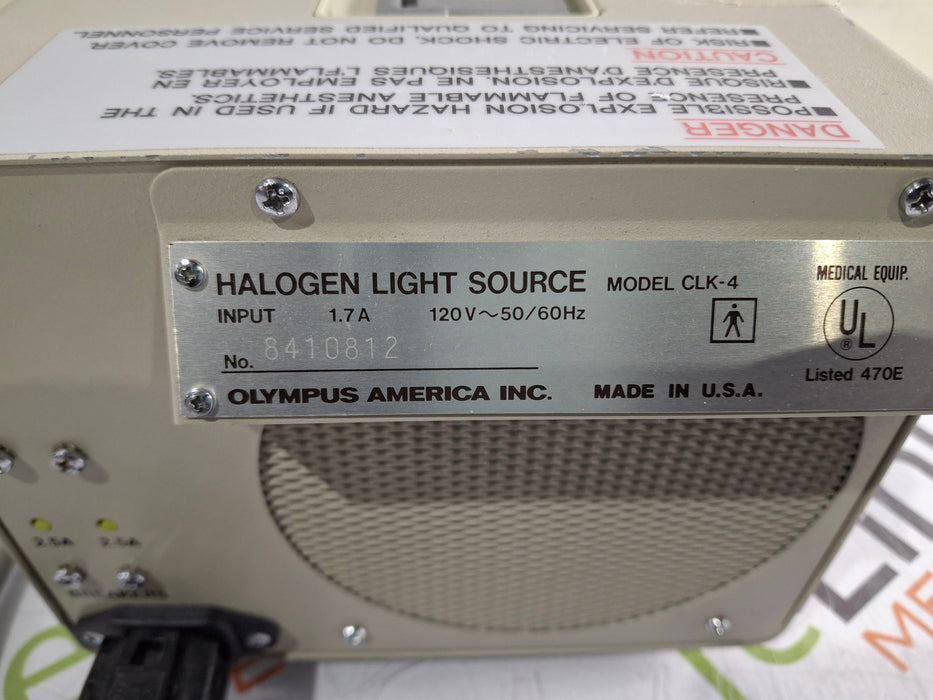 DANGER
■ POSSIBLE EXPLOSION HAZARD IF USED IN THE
PRESENCE OF FLAMMABLE ANESTHETICS.
■ RISQUE D'EXPLOSION, NE PAS EMPLOYER EN
PRESENCE D'ANESTHESIQUES L'FLAMMABLES.
CAUTION
■ RISK OF ELECTRIC SHOCK, DO NOT REMOVE COVER.
■ REFER SERVICING TO QUALIFIED SERVICE PERSONNEL
HALOGEN LIGHT SOURCE MODEL CLK-4
INPUT 1.7A 120V~50/60Hz
No. 8410812
OLYMPUS AMERICA INC. MADE IN U.S.A.
MEDICAL EQUIP.
UL
®
Listed 470E
2.5A 2.5A
BREAKERS